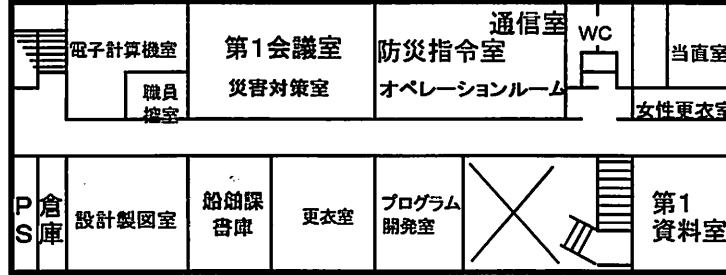 電子計算機室
職員
控室
第1会議室
災害対策室
通信室
防災指令室
オペレーションルーム
WC
当直室
女性更衣室
PS
倉庫
設計製図室
船舶課
書庫
更衣室
プログラム
開発室
第1
資料室